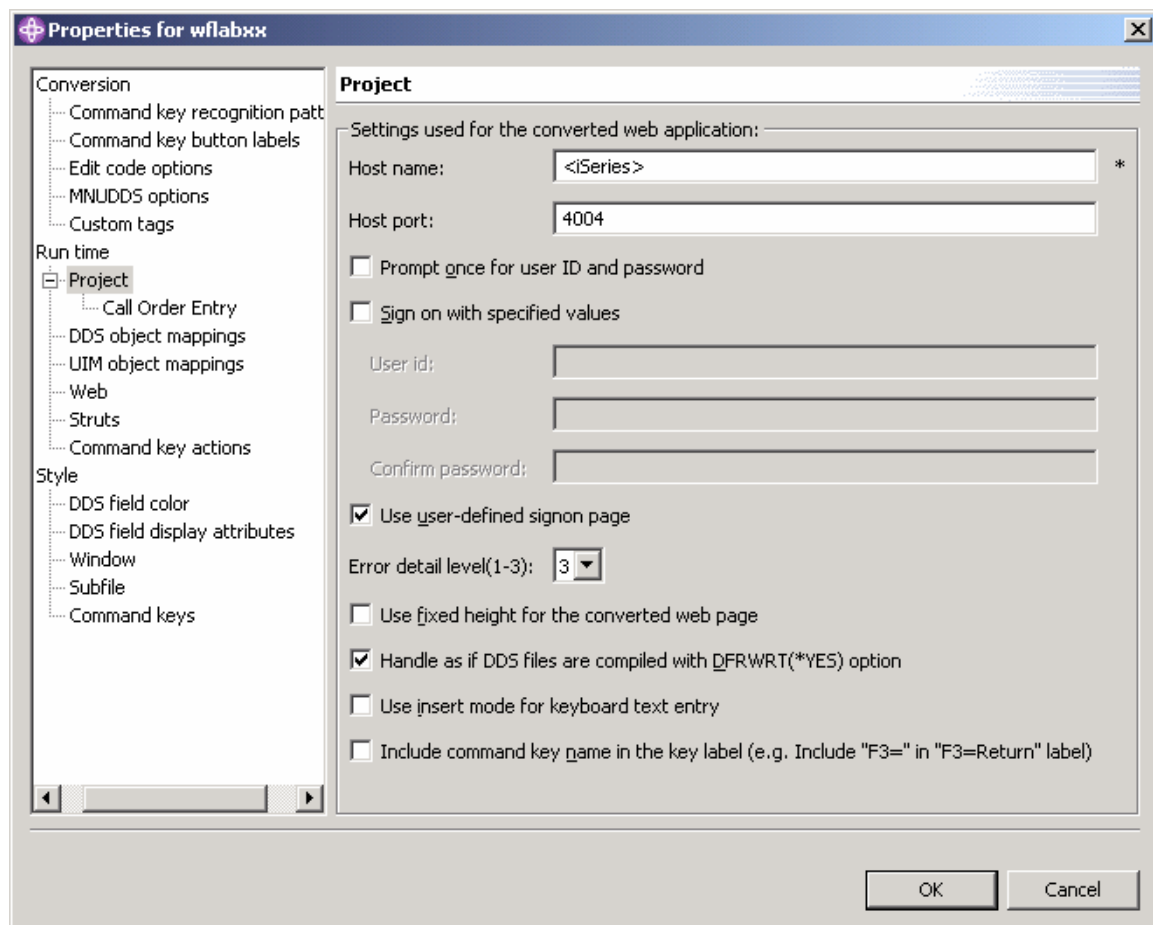 Properties for wflabxx
Conversion
Command key recognition patt
Command key button labels
Edit code options
MNUDDS options
Custom tags
Run time
Project
Call Order Entry
DDS object mappings
UIM object mappings
Web
Struts
Command key actions
Style
DDS field color
DDS field display attributes
Window
Subfile
Command keys
Project
Settings used for the converted web application:
Host name: <iSeries> *
Host port: 4004
Prompt once for user ID and password
Sign on with specified values
User id:
Password:
Confirm password:
Use user-defined signon page
Error detail level(1-3): 3
Use fixed height for the converted web page
Handle as if DDS files are compiled with DFRWRT(*YES) option
Use insert mode for keyboard text entry
Include command key name in the key label (e.g. Include "F3=" in "F3=Return" label)
OK Cancel